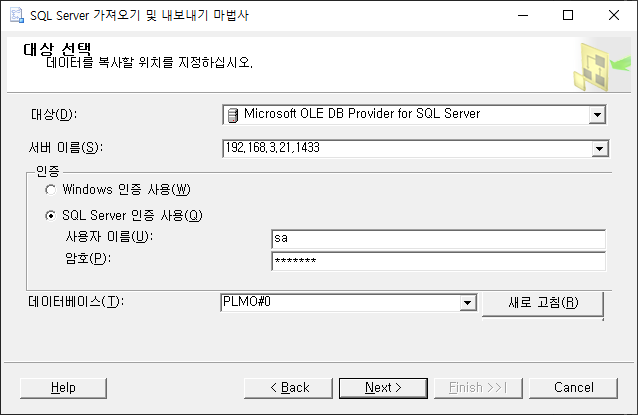 SQL Server 가져오기 및 내보내기 마법사
대상 선택
데이터를 복사할 위치를 지정하십시오.
대상(D): Microsoft OLE DB Provider for SQL Server
서버 이름(S): 192,168,3,21,1433
인증
Windows 인증 사용(W)
SQL Server 인증 사용(Q)
사용자 이름(U): sa
암호(P): *******
데이터베이스(T): PLMO#0 새로 고침(R)
Help < Back Next > Finish >>| Cancel